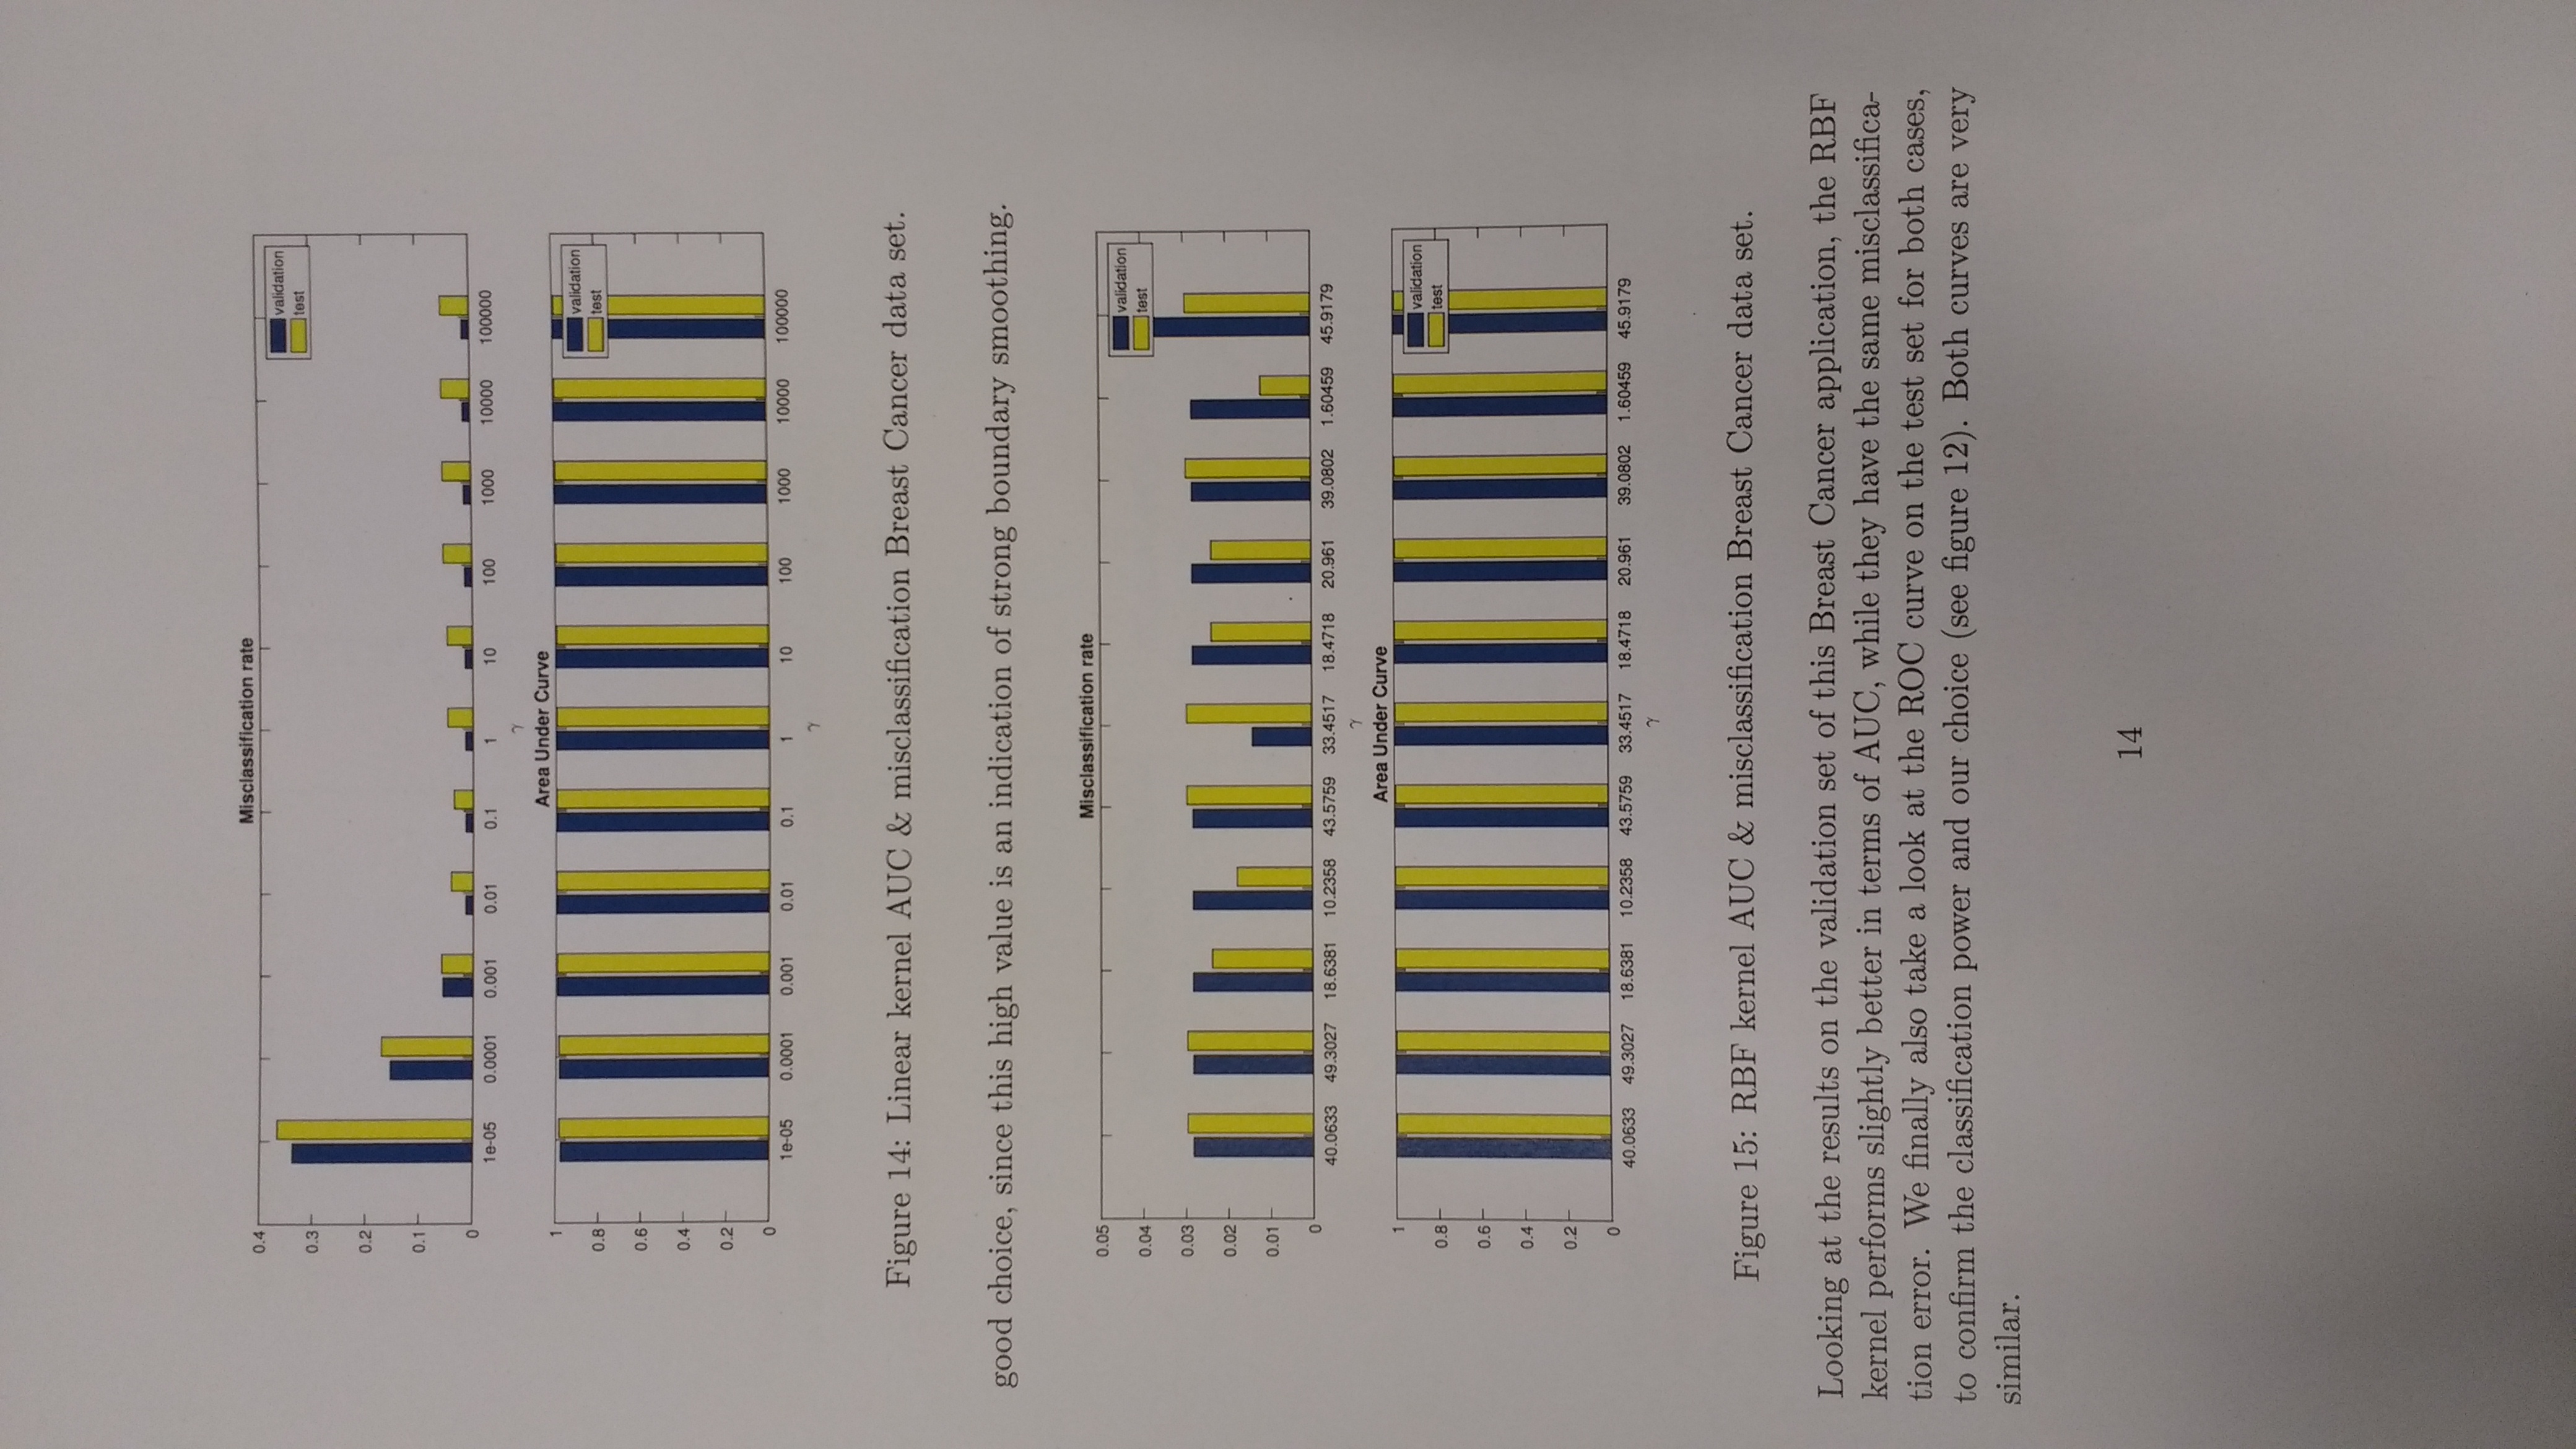 Misclassification rate
0.4
0.3
0.2
0.1
0
validation
test
1e-05 0.0001 0.001 0.01 0.1 1 10 100 1000 10000 100000
γ
Area Under Curve
1
0.8
0.6
0.4
0.2
0
validation
test
1e-05 0.0001 0.001 0.01 0.1 1 10 100 1000 10000 100000
γ
Figure 14: Linear kernel AUC & misclassification Breast Cancer data set.
good choice, since this high value is an indication of strong boundary smoothing.
Misclassification rate
0.05
0.04
0.03
0.02
0.01
0
validation
test
40.0633 49.3027 18.6381 10.2358 43.5759 33.4517 18.4718 20.961 39.0802 1.60459 45.9179
γ
Area Under Curve
1
0.8
0.6
0.4
0.2
0
validation
test
40.0633 49.3027 18.6381 10.2358 43.5759 33.4517 18.4718 20.961 39.0802 1.60459 45.9179
γ
Figure 15: RBF kernel AUC & misclassification Breast Cancer data set.
Looking at the results on the validation set of this Breast Cancer application, the RBF
kernel performs slightly better in terms of AUC, while they have the same misclassifica-
tion error. We finally also take a look at the ROC curve on the test set for both cases,
to confirm the classification power and our choice (see figure 12). Both curves are very
similar.
14